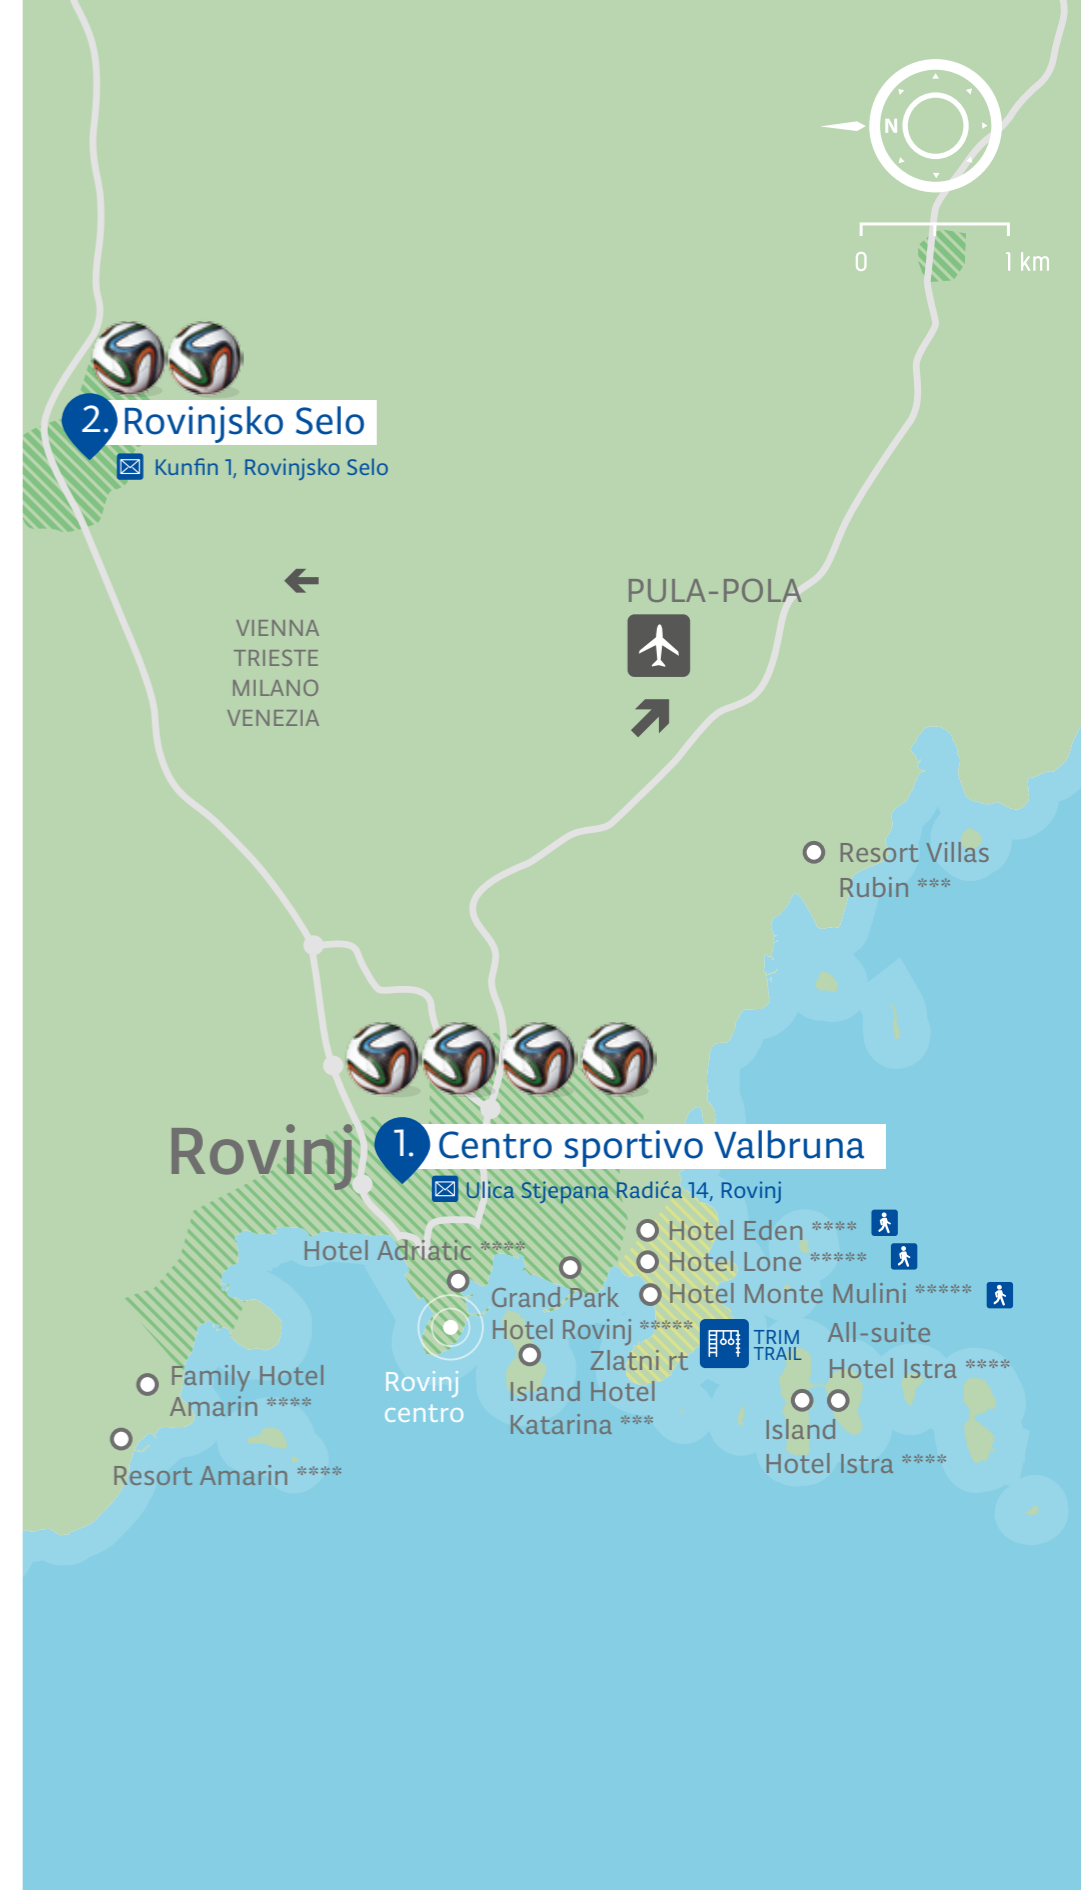 N
0 1 km
2. Rovinjsko Selo
Kunfin 1, Rovinjsko Selo
VIENNA
TRIESTE
MILANO
VENEZIA
PULA-POLA
Resort Villas
Rubin ***
Rovinj
1. Centro sportivo Valbruna
Ulica Stjepana Radića 14, Rovinj
Hotel Adriatic ****
Hotel Eden ****
Hotel Lone *****
Hotel Monte Mulini *****
Grand Park
Hotel Rovinj *****
Zlatni rt
TRIM
TRAIL
All-suite
Hotel Istra ****
Island
Hotel Istra ****
Island Hotel
Katarina ***
Rovinj
centro
Family Hotel
Amarin ****
Resort Amarin ****